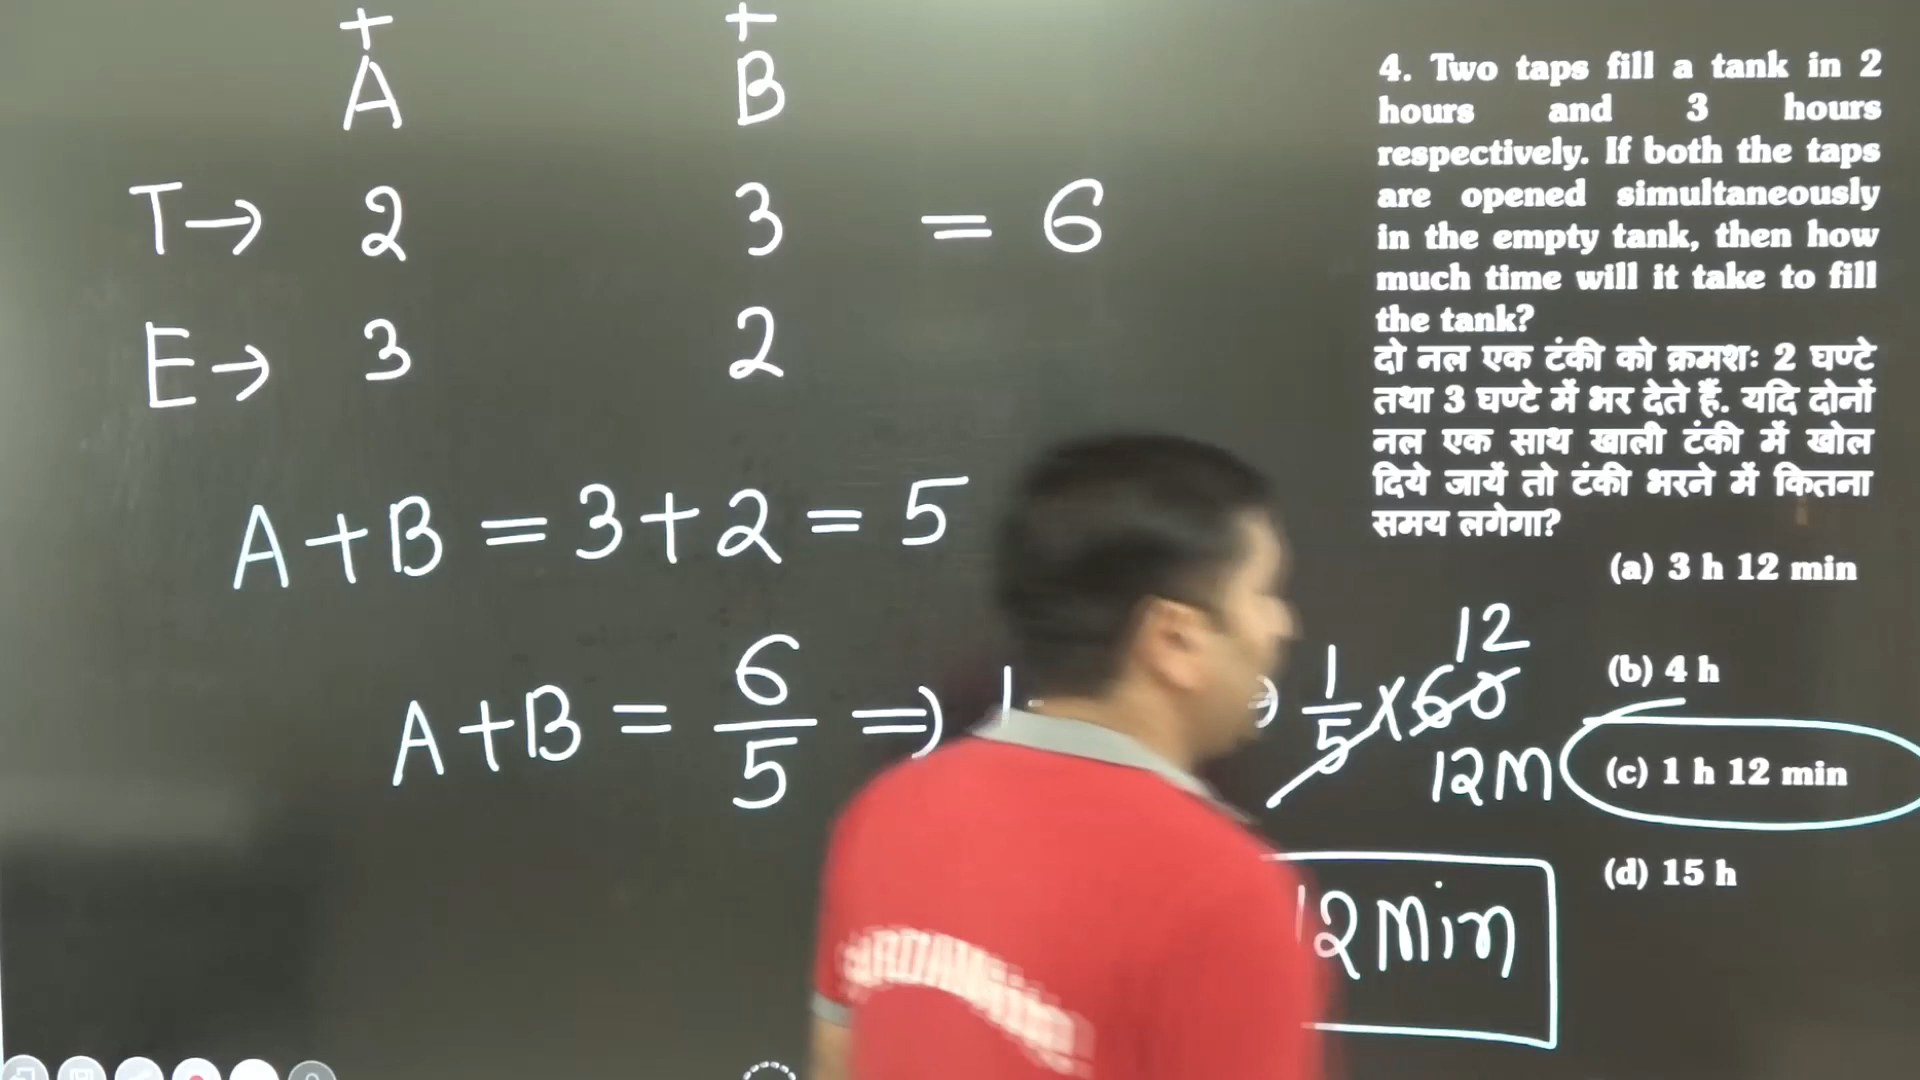 + +
A B
T→ 2 3 = 6
E→ 3 2
A+B = 3+2 = 5
A+B = 6/5 ⇒ 1
1/5 × 60 12
12M
12 Min
4. Two taps fill a tank in 2
hours and 3 hours
respectively. If both the taps
are opened simultaneously
in the empty tank, then how
much time will it take to fill
the tank?
दो नल एक टंकी को क्रमशः 2 घण्टे
तथा 3 घण्टे में भर देते हैं. यदि दोनों
नल एक साथ खाली टंकी में खोल
दिये जायें तो टंकी भरने में कितना
समय लगेगा?
(a) 3 h 12 min
(b) 4 h
(c) 1 h 12 min
(d) 15 h